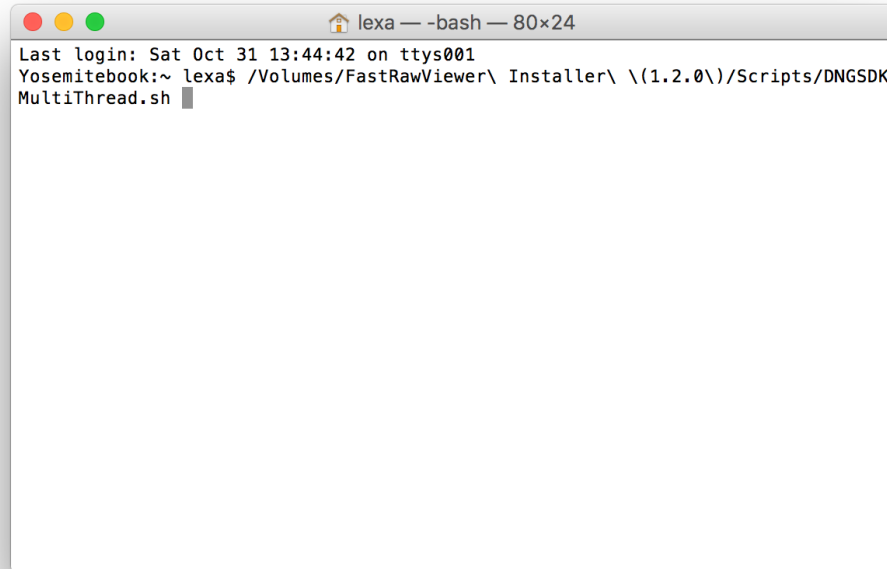 lexa — -bash — 80×24
Last login: Sat Oct 31 13:44:42 on ttys001
Yosemitebook:~ lexa$ /Volumes/FastRawViewer\ Installer\ \(1.2.0\)/Scripts/DNGSDK
MultiThread.sh